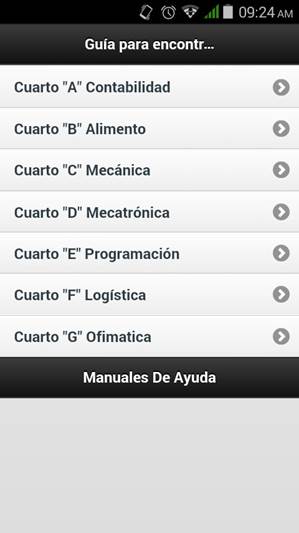 09:24 AM
Guía para encontr...
Cuarto "A" Contabilidad
Cuarto "B" Alimento
Cuarto "C" Mecánica
Cuarto "D" Mecatrónica
Cuarto "E" Programación
Cuarto "F" Logística
Cuarto "G" Ofimatica
Manuales De Ayuda